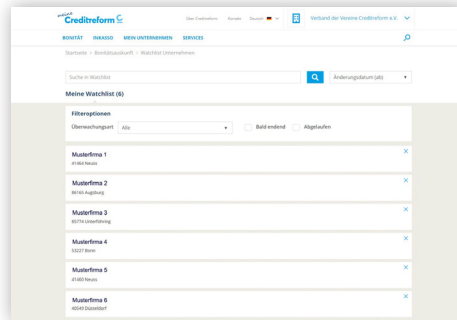 meine
Creditreform C
Über Creditreform Kontakt Deutsch Verband der Vereine Creditreform e.V.
BONITÄT INKASSO MEIN UNTERNEHMEN SERVICES
Startseite > Bonitätsauskunft > Watchlist Unternehmen
Suche in Watchlist Änderungsdatum (ab)
Meine Watchlist (6)
Filteroptionen
Überwachungsart Alle Bald endend Abgelaufen
Musterfirma 1
41464 Neuss
Musterfirma 2
86165 Augsburg
Musterfirma 3
85774 Unterföhring
Musterfirma 4
53227 Bonn
Musterfirma 5
41460 Neuss
Musterfirma 6
40549 Düsseldorf